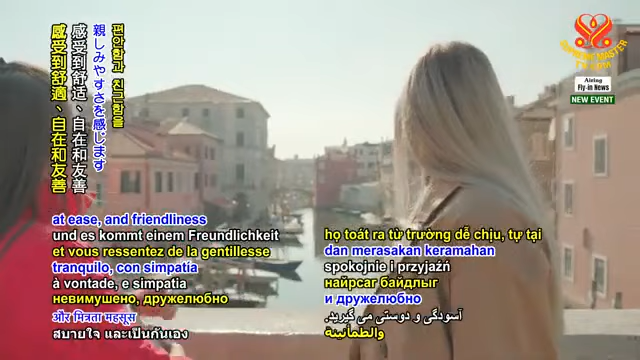 편안함과 친근함을
親しみやすさを感じます
感受到舒适、自在和友善
感受到舒適、自在和友善
SUPREME MASTER
TELEVISION
Airing
Fly-in News
NEW EVENT
at ease, and friendliness
und es kommt einem Freundlichkeit
et vous ressentez de la gentillesse
tranquilo, con simpatía
à vontade, e simpatia
невимушено, дружелюбно
और मित्रता महसूस
สบายใจ และเป็นกันเอง
họ toát ra từ trường dễ chịu, tự tại
dan merasakan keramahan
spokojnie i przyjaźń
найрсаг байдлыг
и дружелюбно
آسودگی و دوستی می گیرید.
والطمأنينة